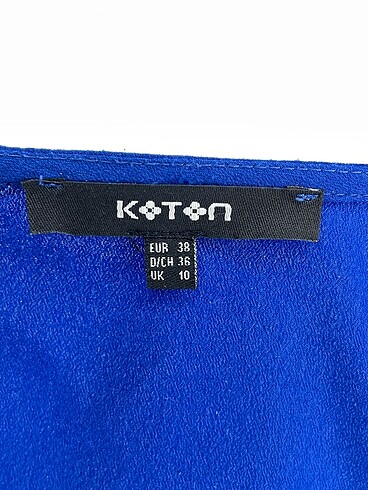 KOTON
EUR 38
D/CH 36
UK 10